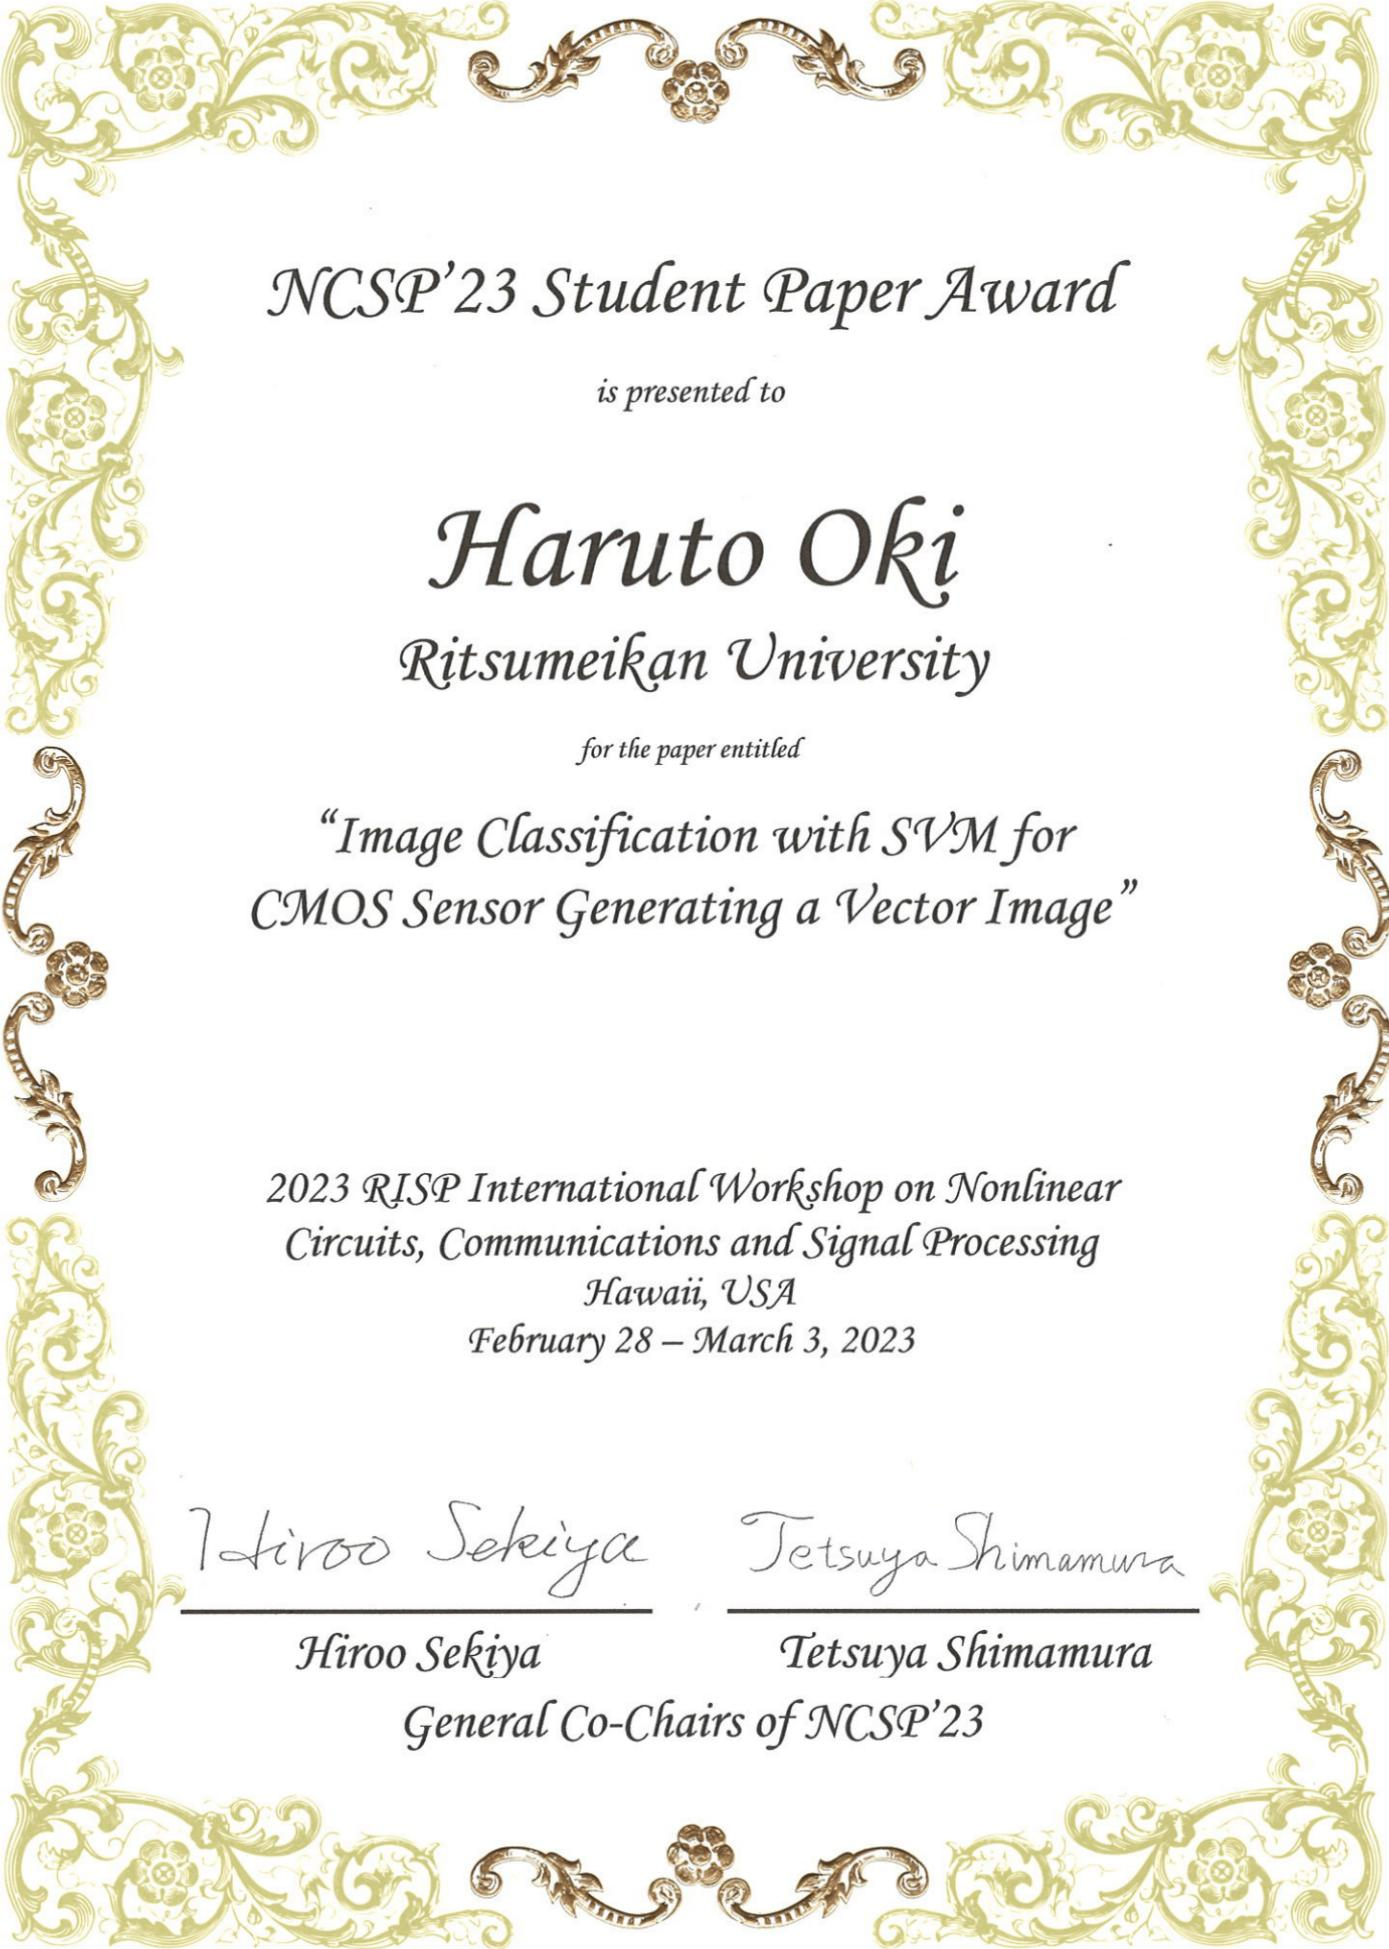 NCSP’23 Student Paper Award
is presented to
Haruto Oki
Ritsumeikan University
for the paper entitled
“Image Classification with SVM for
CMOS Sensor Generating a Vector Image”
2023 RISP International Workshop on Nonlinear
Circuits, Communications and Signal Processing
Hawaii, USA
February 28 – March 3, 2023
Hiroo Sekiya Tetsuya Shimamura
Hiroo Sekiya Tetsuya Shimamura
General Co-Chairs of NCSP’23